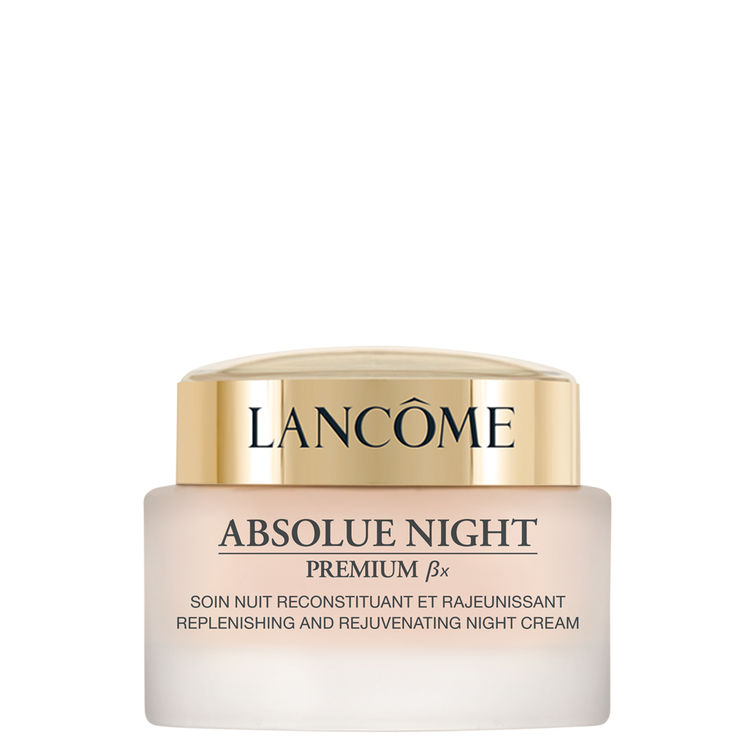 LANCÔME
ABSOLUE NIGHT
PREMIUM βx
SOIN NUIT RECONSTITUANT ET RAJEUNISSANT
REPLENISHING AND REJUVENATING NIGHT CREAM